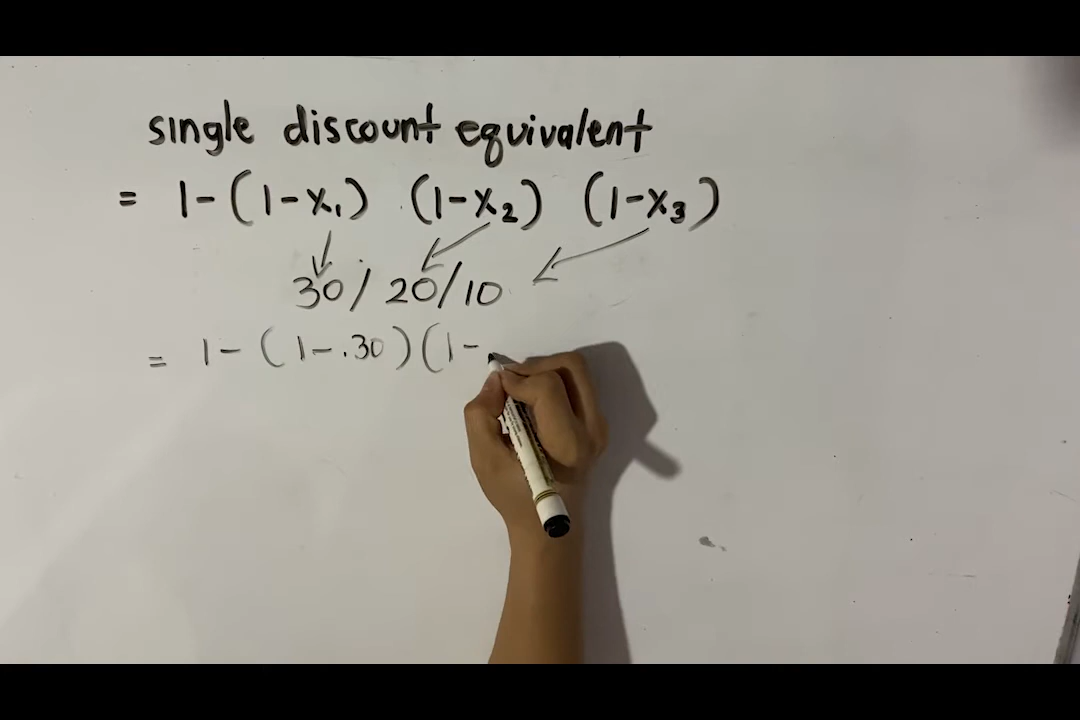 single discount equivalent
= 1-(1-x₁) (1-x₂) (1-x₃)
30/20/10
= 1-(1-.30)(1-